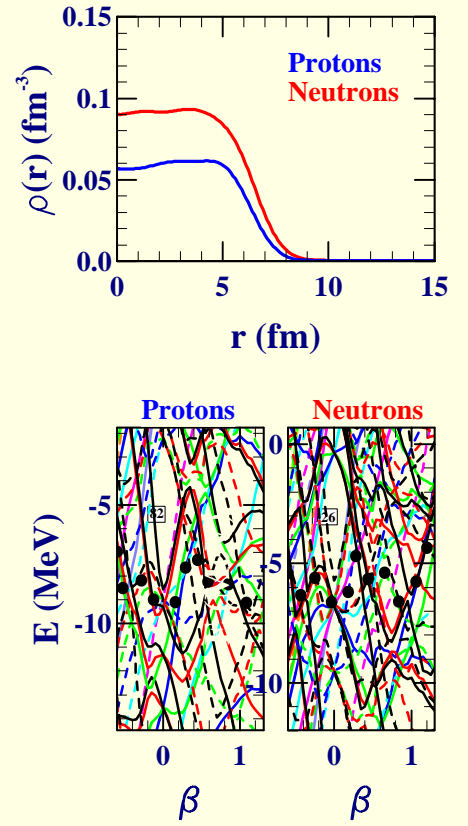 ρ(r) (fm⁻³)
0.15
0.1
0.05
0.0
Protons
Neutrons
0 5 10 15
r (fm)
Protons Neutrons
E (MeV)
-5
-10
82
0
-5
-10
126
0 1 0 1
β β